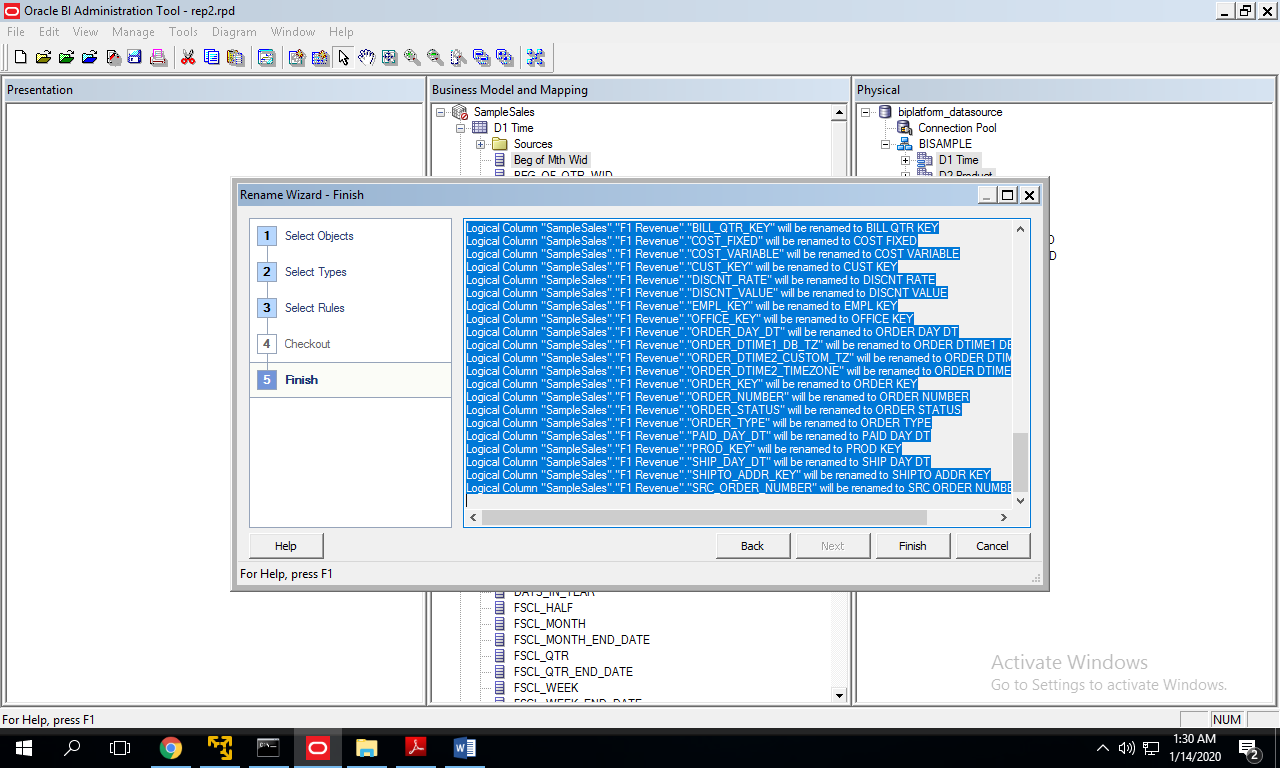 Oracle BI Administration Tool - rep2.rpd
File Edit View Manage Tools Diagram Window Help
Presentation
Business Model and Mapping
Physical
SampleSales
D1 Time
Sources
Beg of Mth Wid
BEG_OF_QTR_WID
biplatform_datasource
Connection Pool
BISAMPLE
D1 Time
D2 Product
Rename Wizard - Finish
1 Select Objects
2 Select Types
3 Select Rules
4 Checkout
5 Finish
Logical Column "SampleSales"."F1 Revenue"."BILL_QTR_KEY" will be renamed to BILL QTR KEY
Logical Column "SampleSales"."F1 Revenue"."COST_FIXED" will be renamed to COST FIXED
Logical Column "SampleSales"."F1 Revenue"."COST_VARIABLE" will be renamed to COST VARIABLE
Logical Column "SampleSales"."F1 Revenue"."CUST_KEY" will be renamed to CUST KEY
Logical Column "SampleSales"."F1 Revenue"."DISCNT_RATE" will be renamed to DISCNT RATE
Logical Column "SampleSales"."F1 Revenue"."DISCNT_VALUE" will be renamed to DISCNT VALUE
Logical Column "SampleSales"."F1 Revenue"."EMPL_KEY" will be renamed to EMPL KEY
Logical Column "SampleSales"."F1 Revenue"."OFFICE_KEY" will be renamed to OFFICE KEY
Logical Column "SampleSales"."F1 Revenue"."ORDER_DAY_DT" will be renamed to ORDER DAY DT
Logical Column "SampleSales"."F1 Revenue"."ORDER_DTIME1_DB_TZ" will be renamed to ORDER DTIME1 DB
Logical Column "SampleSales"."F1 Revenue"."ORDER_DTIME2_CUSTOM_TZ" will be renamed to ORDER DTIM
Logical Column "SampleSales"."F1 Revenue"."ORDER_DTIME2_TIMEZONE" will be renamed to ORDER DTIME
Logical Column "SampleSales"."F1 Revenue"."ORDER_KEY" will be renamed to ORDER KEY
Logical Column "SampleSales"."F1 Revenue"."ORDER_NUMBER" will be renamed to ORDER NUMBER
Logical Column "SampleSales"."F1 Revenue"."ORDER_STATUS" will be renamed to ORDER STATUS
Logical Column "SampleSales"."F1 Revenue"."ORDER_TYPE" will be renamed to ORDER TYPE
Logical Column "SampleSales"."F1 Revenue"."PAID_DAY_DT" will be renamed to PAID DAY DT
Logical Column "SampleSales"."F1 Revenue"."PROD_KEY" will be renamed to PROD KEY
Logical Column "SampleSales"."F1 Revenue"."SHIP_DAY_DT" will be renamed to SHIP DAY DT
Logical Column "SampleSales"."F1 Revenue"."SHIPTO_ADDR_KEY" will be renamed to SHIPTO ADDR KEY
Logical Column "SampleSales"."F1 Revenue"."SRC_ORDER_NUMBER" will be renamed to SRC ORDER NUMBE
Help Back Next Finish Cancel
For Help, press F1
DAYS_IN_YEAR
FSCL_HALF
FSCL_MONTH
FSCL_MONTH_END_DATE
FSCL_QTR
FSCL_QTR_END_DATE
FSCL_WEEK
FSCL_WEEK_END_DATE
Activate Windows
Go to Settings to activate Windows.
For Help, press F1
NUM
1:30 AM
1/14/2020
2